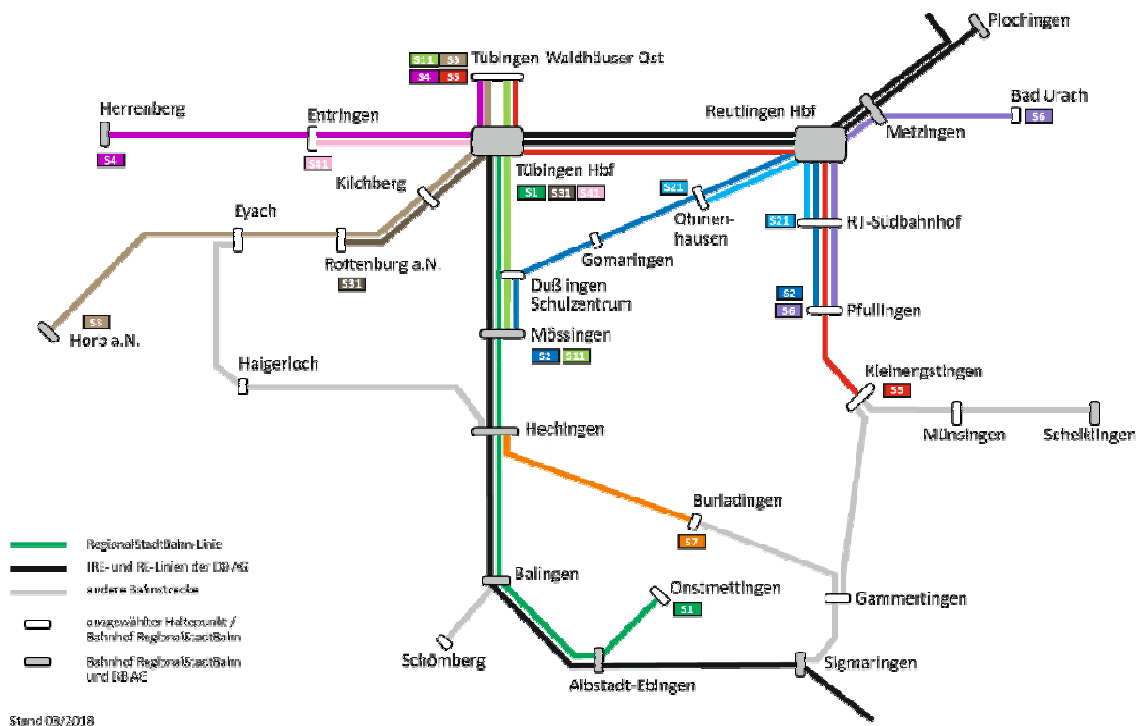 Plochingen
S11 S3
S4 S5
Tübingen Waldhäuser Ost
Herrenberg
S4
Entringen
S41
Reutlingen Hbf
Metzingen
Bad Urach
S6
Kilchberg
Tübingen Hbf
S1 S31 S41
Eyach
Rottenburg a.N.
S31
S21
Ohmen-
hausen
Gomaringen
S21
RT-Südbahnhof
S3
Horb a.N.
Dußlingen
Schulzentrum
S2
S6
Pfullingen
Mössingen
S2 S11
Haigerloch
Kleinengstingen
S5
Hechingen
Münsingen
Schelklingen
Burladingen
S7
RegionalStadtBahn-Linie
IRE- und RE-Linien der DB AG
andere Bahnstrecke
ausgewählter Haltepunkt /
Bahnhof RegionalStadtBahn
Bahnhof RegionalStadtBahn
und DB AG
Balingen
Onstmettingen
S1
Gammertingen
Schömberg
Albstadt-Ebingen
Sigmaringen
Stand 03/2018